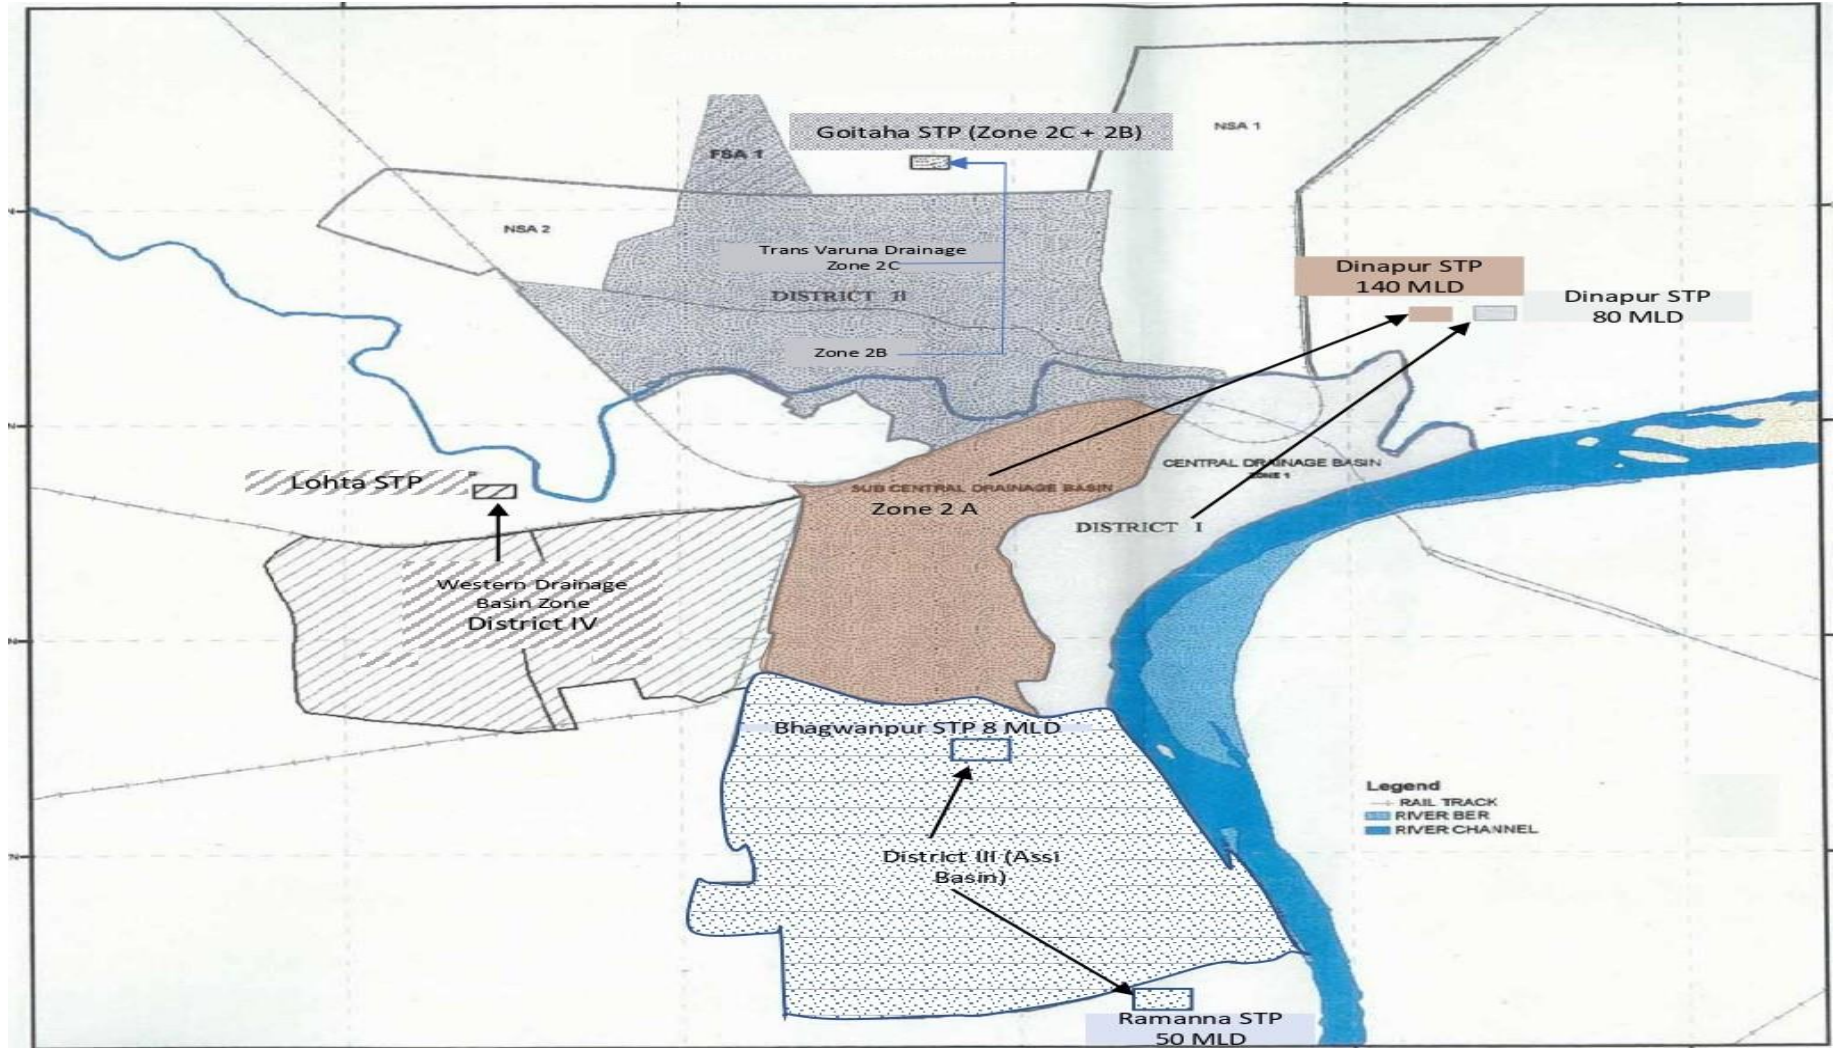 NSA 1
Goitaha STP (Zone 2C + 2B)
FSA 1
NSA 2
Trans Varuna Drainage
Zone 2C
DISTRICT II
Zone 2B
Dinapur STP
140 MLD
Dinapur STP
80 MLD
CENTRAL DRAINAGE BASIN
ZONE 1
DISTRICT I
SUB CENTRAL DRAINAGE BASIN
Zone 2 A
Lohta STP
Western Drainage
Basin Zone
District IV
Bhagwanpur STP 8 MLD
District III (Assi
Basin)
Ramanna STP
50 MLD
Legend
RAIL TRACK
RIVER BER
RIVER CHANNEL